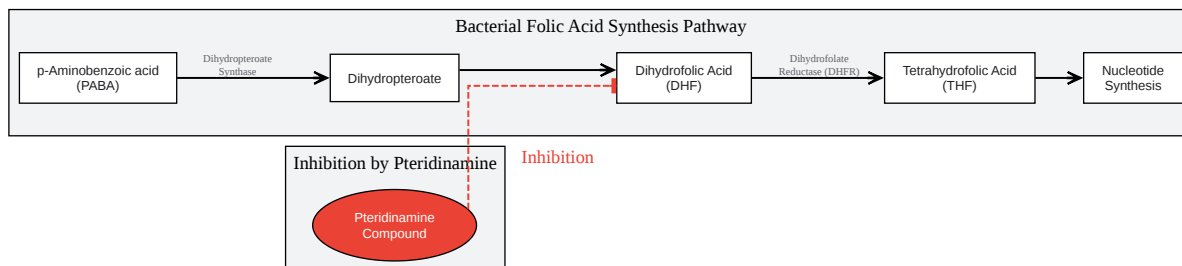 Bacterial Folic Acid Synthesis Pathway
p-Aminobenzoic acid
(PABA)
Dihydropteroate
Synthase
Dihydropteroate
Dihydrofolic Acid
(DHF)
Dihydrofolate
Reductase (DHFR)
Tetrahydrofolic Acid
(THF)
Nucleotide
Synthesis
Inhibition by Pteridinamine
Inhibition
Pteridinamine
Compound